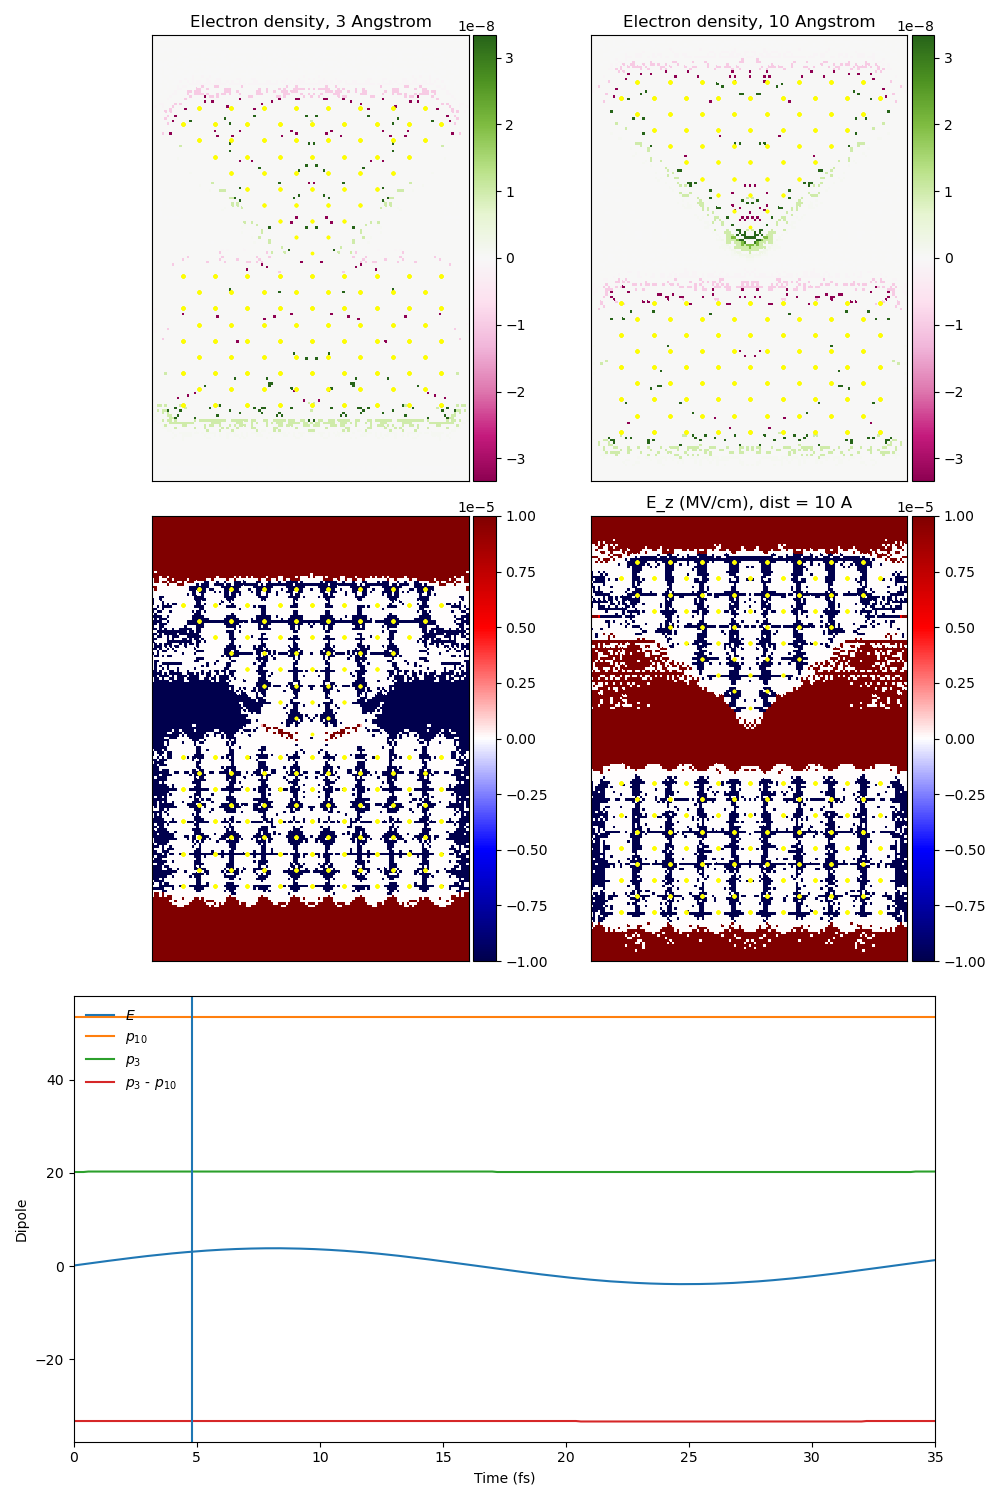 Electron density, 3 Angstrom
1e−8
3
2
1
0
−1
−2
−3
Electron density, 10 Angstrom
1e−8
3
2
1
0
−1
−2
−3
1e−5
1.00
0.75
0.50
0.25
0.00
−0.25
−0.50
−0.75
−1.00
E_z (MV/cm), dist = 10 A
1e−5
1.00
0.75
0.50
0.25
0.00
−0.25
−0.50
−0.75
−1.00
E
p10
p3
p3 - p10
40
20
0
−20
Dipole
0 5 10 15 20 25 30 35
Time (fs)